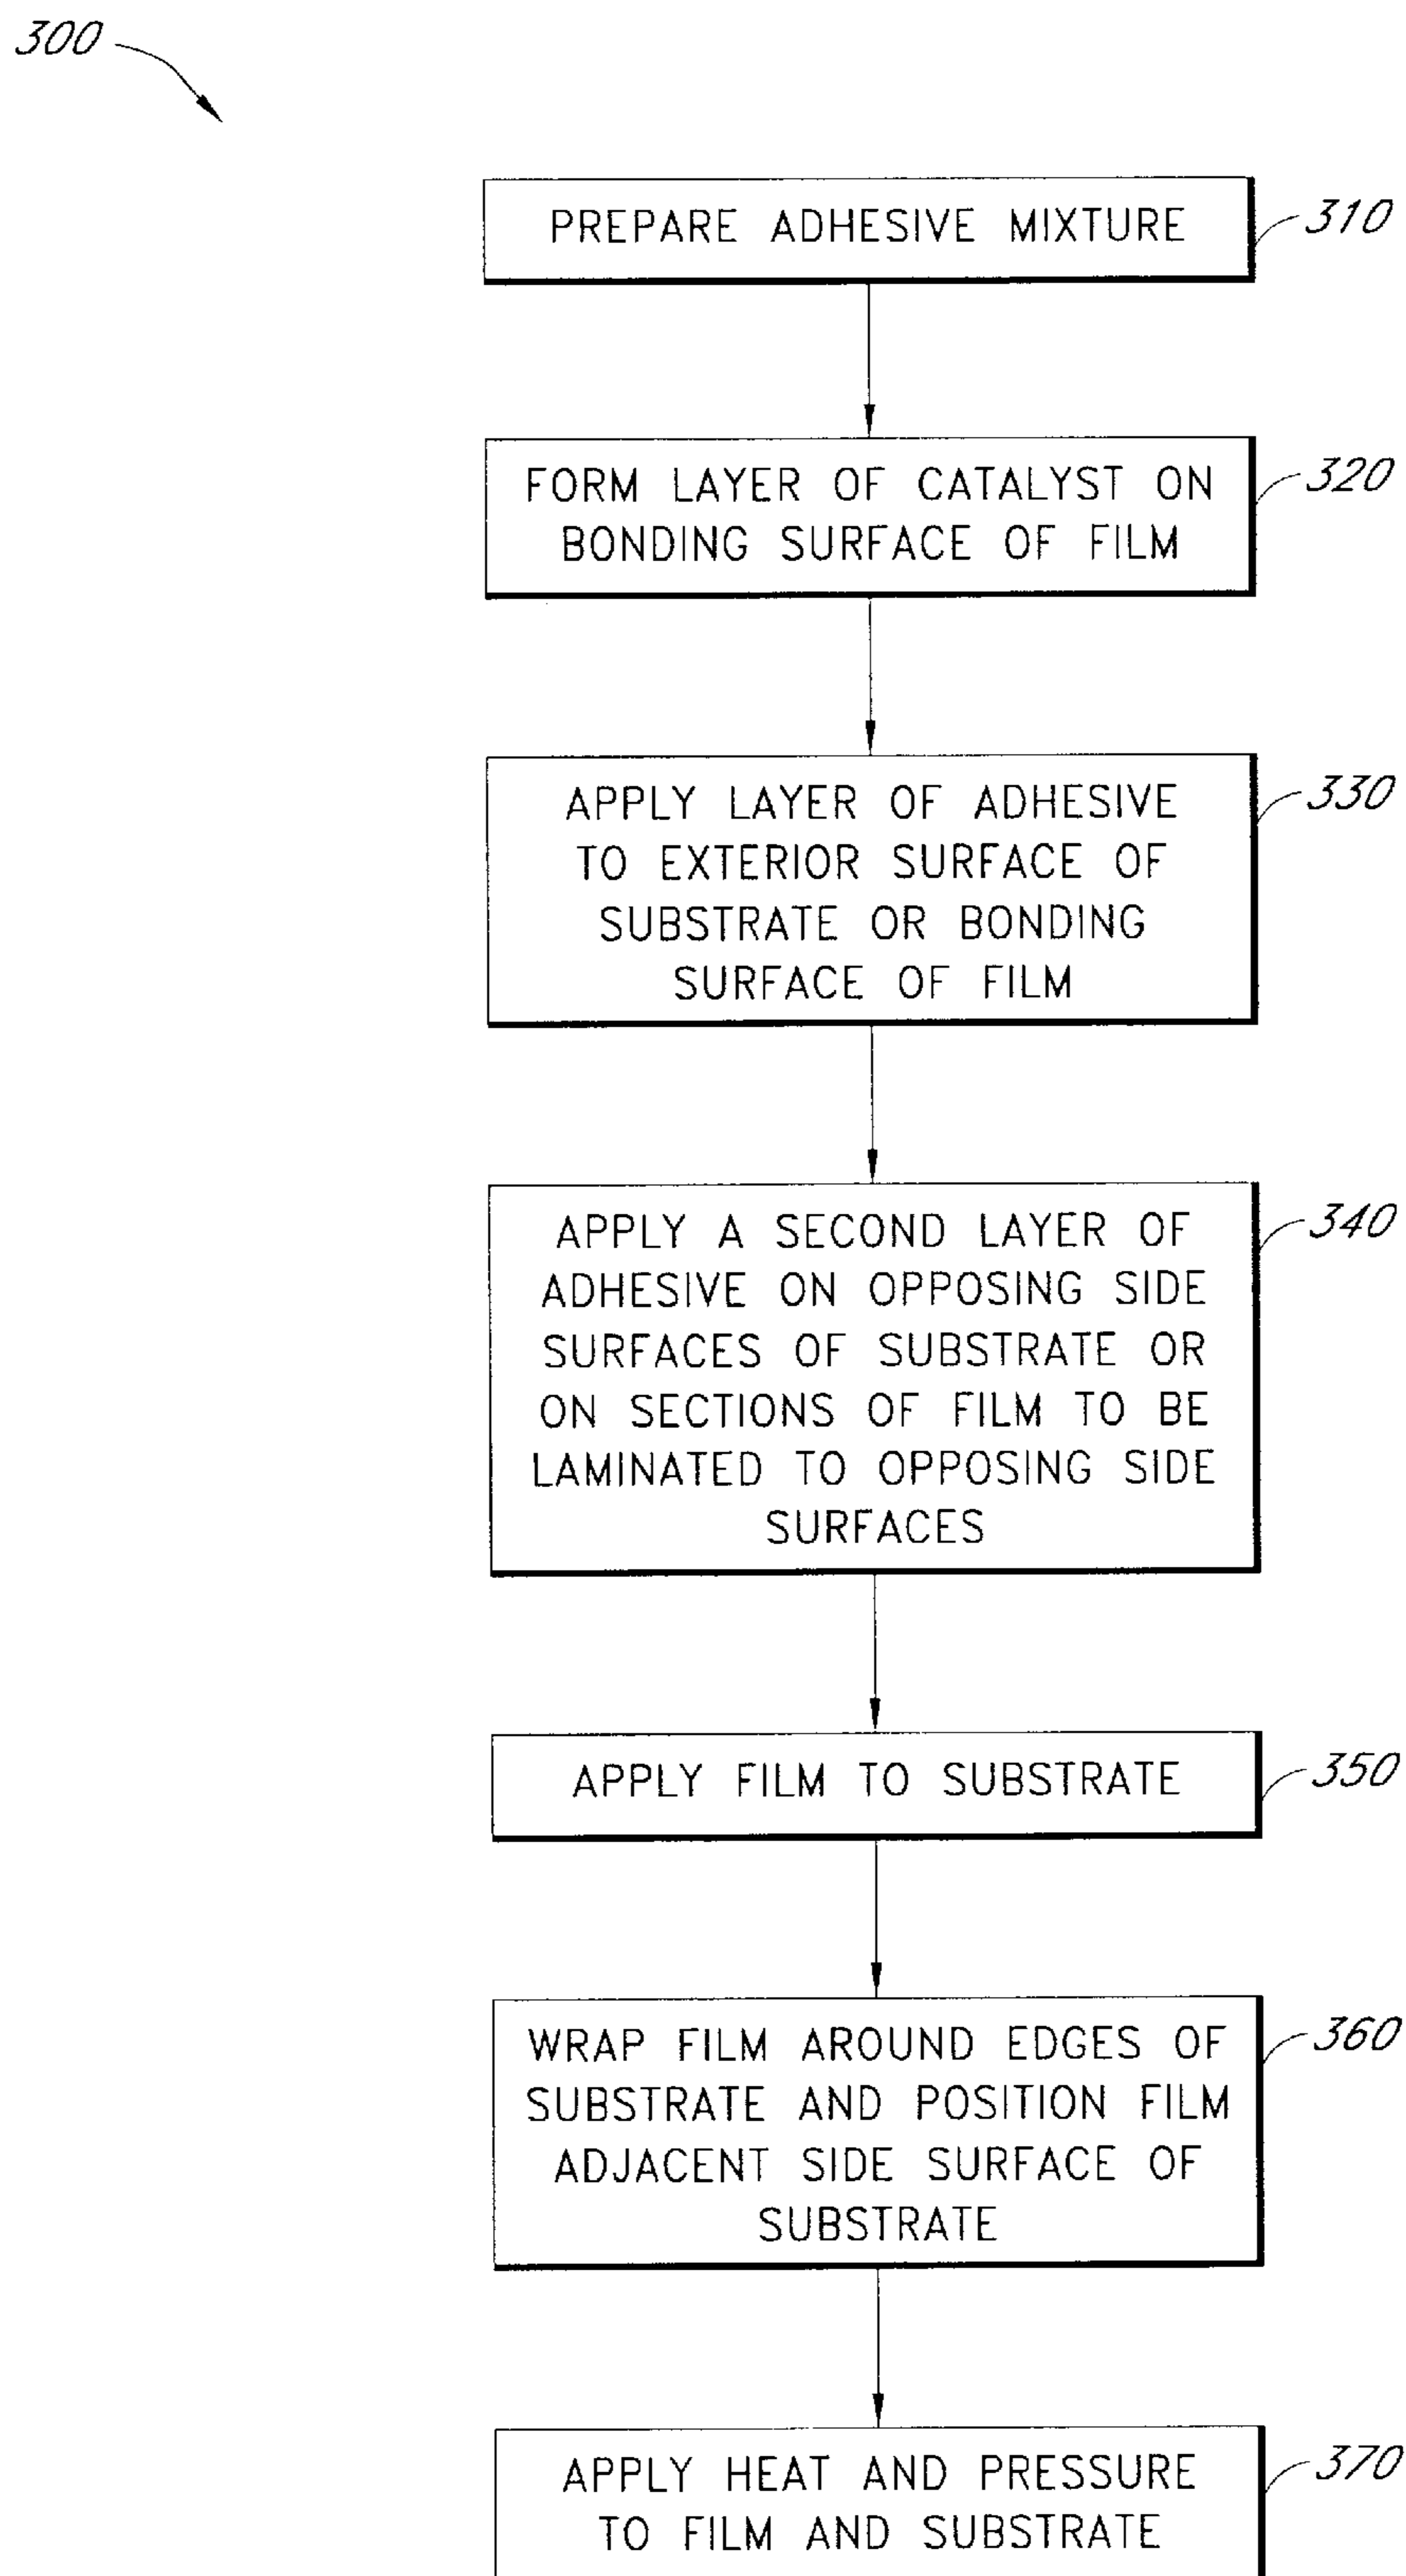 300
PREPARE ADHESIVE MIXTURE
310
FORM LAYER OF CATALYST ON
BONDING SURFACE OF FILM
320
APPLY LAYER OF ADHESIVE
TO EXTERIOR SURFACE OF
SUBSTRATE OR BONDING
SURFACE OF FILM
330
APPLY A SECOND LAYER OF
ADHESIVE ON OPPOSING SIDE
SURFACES OF SUBSTRATE OR
ON SECTIONS OF FILM TO BE
LAMINATED TO OPPOSING SIDE
SURFACES
340
APPLY FILM TO SUBSTRATE
350
WRAP FILM AROUND EDGES OF
SUBSTRATE AND POSITION FILM
ADJACENT SIDE SURFACE OF
SUBSTRATE
360
APPLY HEAT AND PRESSURE
TO FILM AND SUBSTRATE
370